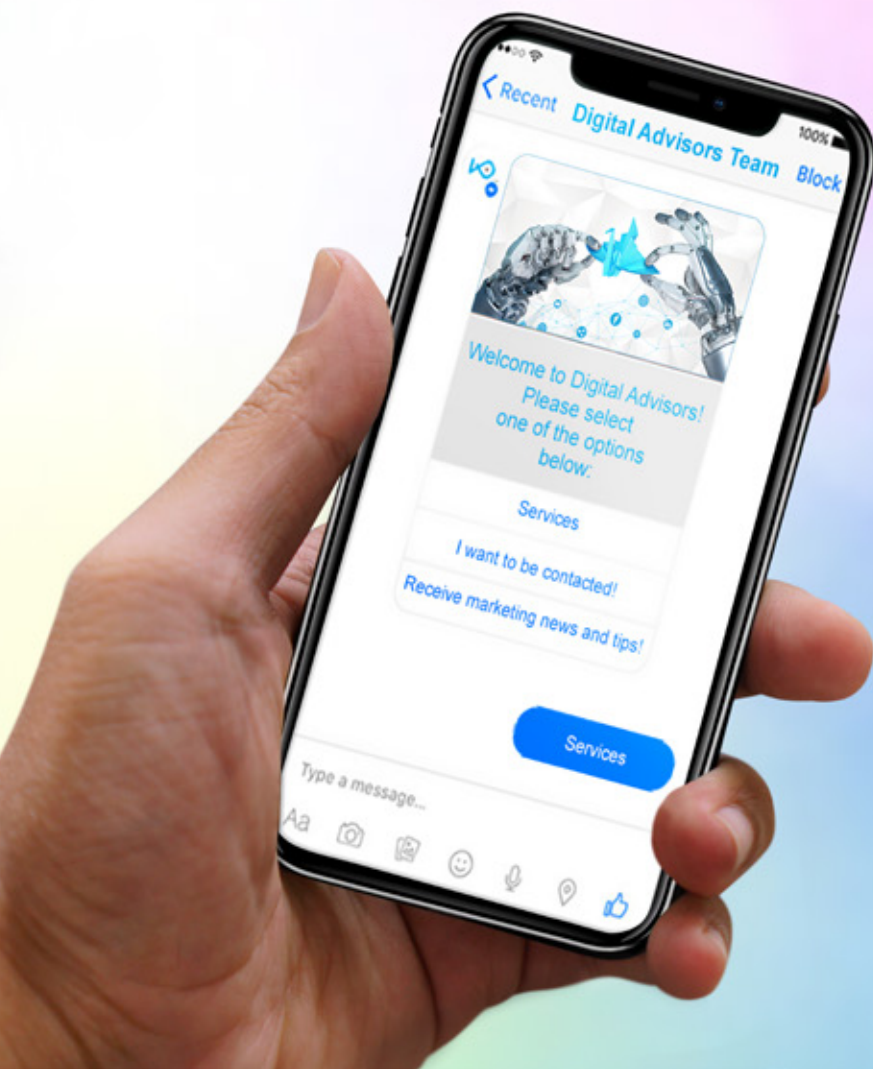 100%
Recent
Digital Advisors Team
Block
Welcome to Digital Advisors!
Please select
one of the options
below:
Services
I want to be contacted!
Receive marketing news and tips!
Services
Type a message...
Aa